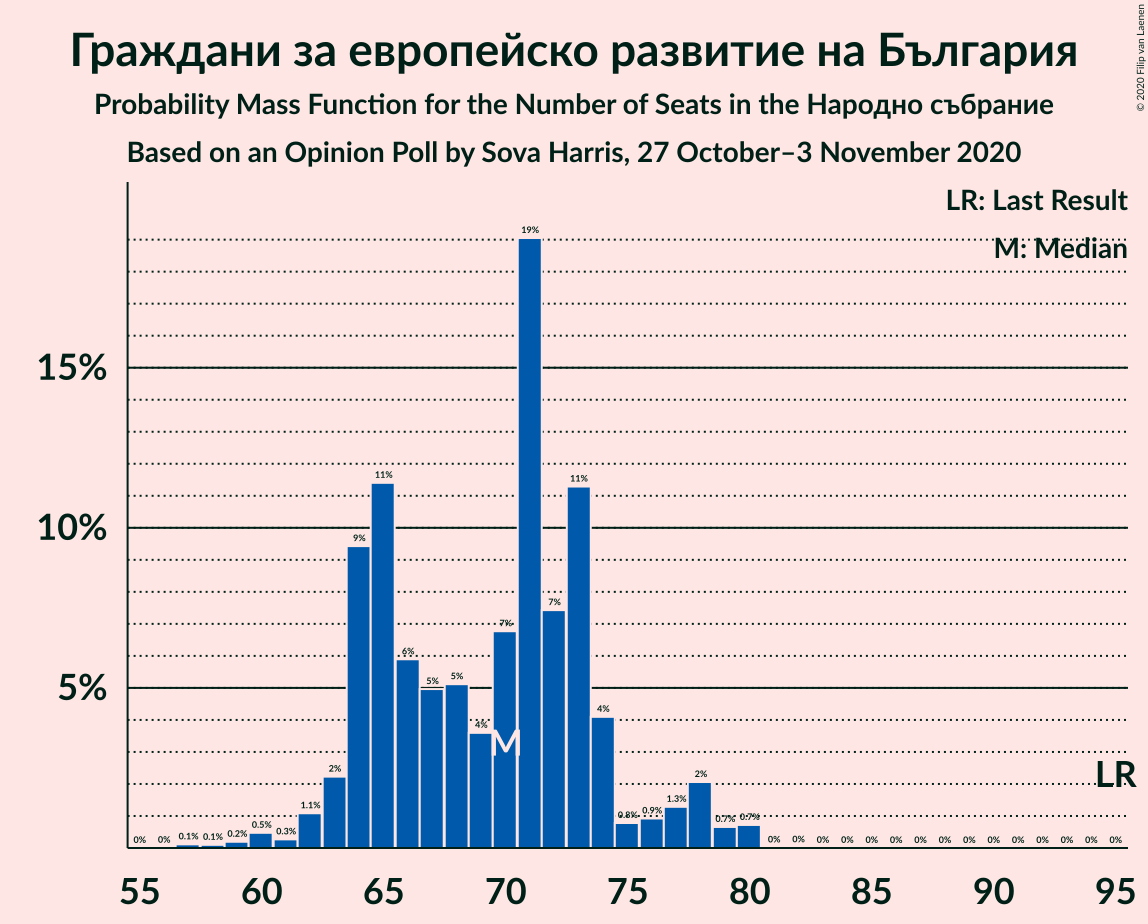 Граждани за европейско развитие на България
Probability Mass Function for the Number of Seats in the Народно събрание
Based on an Opinion Poll by Sova Harris, 27 October–3 November 2020
© 2020 Filip van Laenen
LR: Last Result
M: Median
15%
10%
5%
0% 0% 0.1% 0.1% 0.2% 0.5% 0.3% 1.1% 2% 9% 11% 6% 5% 5% 4% 7% 19% 7% 11% 4% 0.8% 0.9% 1.3% 2% 0.7% 0.7% 0% 0% 0% 0% 0% 0% 0% 0% 0% 0% 0% 0% 0% 0% 0%
M
LR
55 60 65 70 75 80 85 90 95